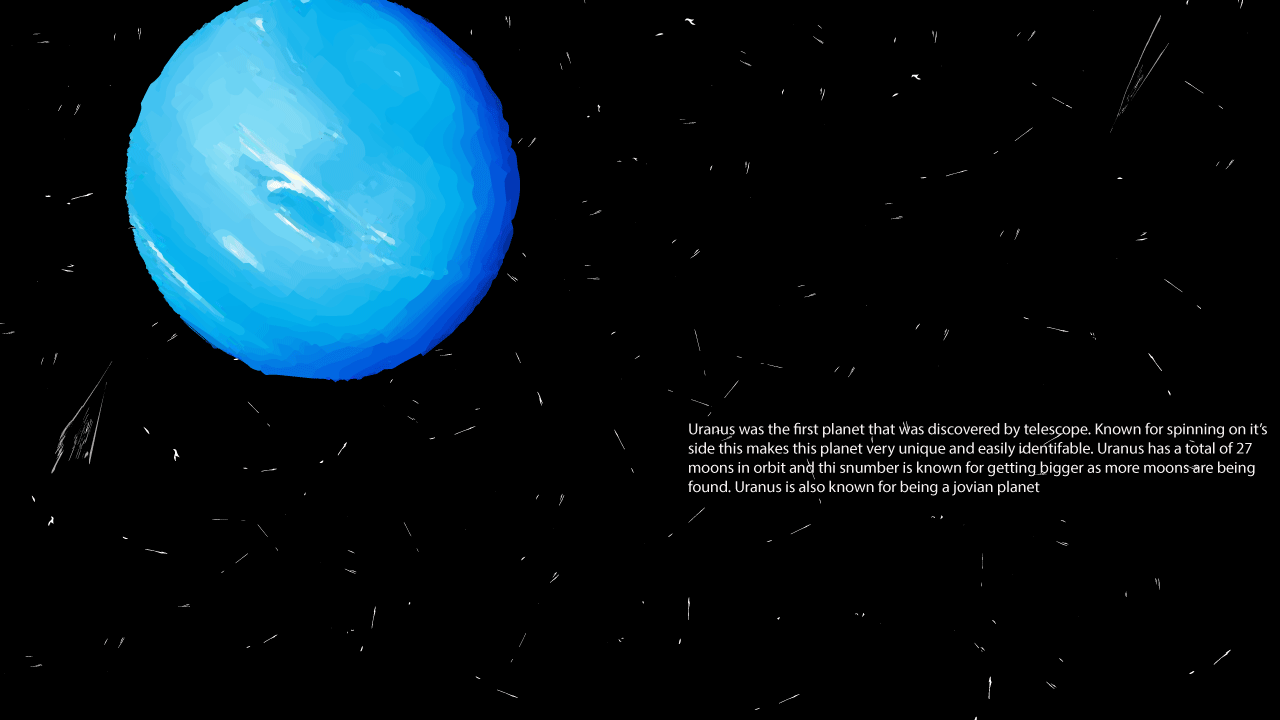 Uranus was the first planet that was discovered by telescope. Known for spinning on it's
side this makes this planet very unique and easily identifable. Uranus has a total of 27
moons in orbit and thi snumber is known for getting bigger as more moons are being
found. Uranus is also known for being a jovian planet